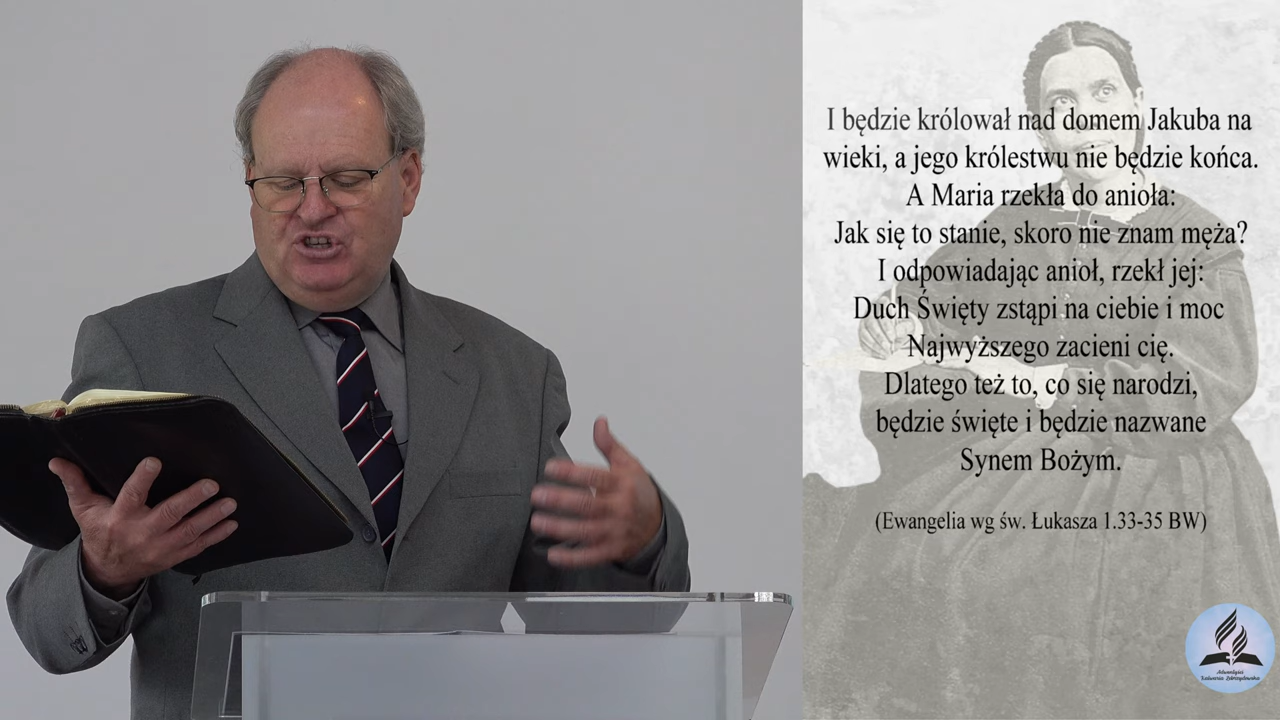 I będzie królował nad domem Jakuba na
wieki, a jego królestwu nie będzie końca.
A Maria rzekła do anioła:
Jak się to stanie, skoro nie znam męża?
I odpowiadając anioł, rzekł jej:
Duch Święty zstąpi na ciebie i moc
Najwyższego zacieni cię.
Dlatego też to, co się narodzi,
będzie święte i będzie nazwane
Synem Bożym.
(Ewangelia wg św. Łukasza 1.33-35 BW)
Adwentyści
Kalwaria Zebrzydowska